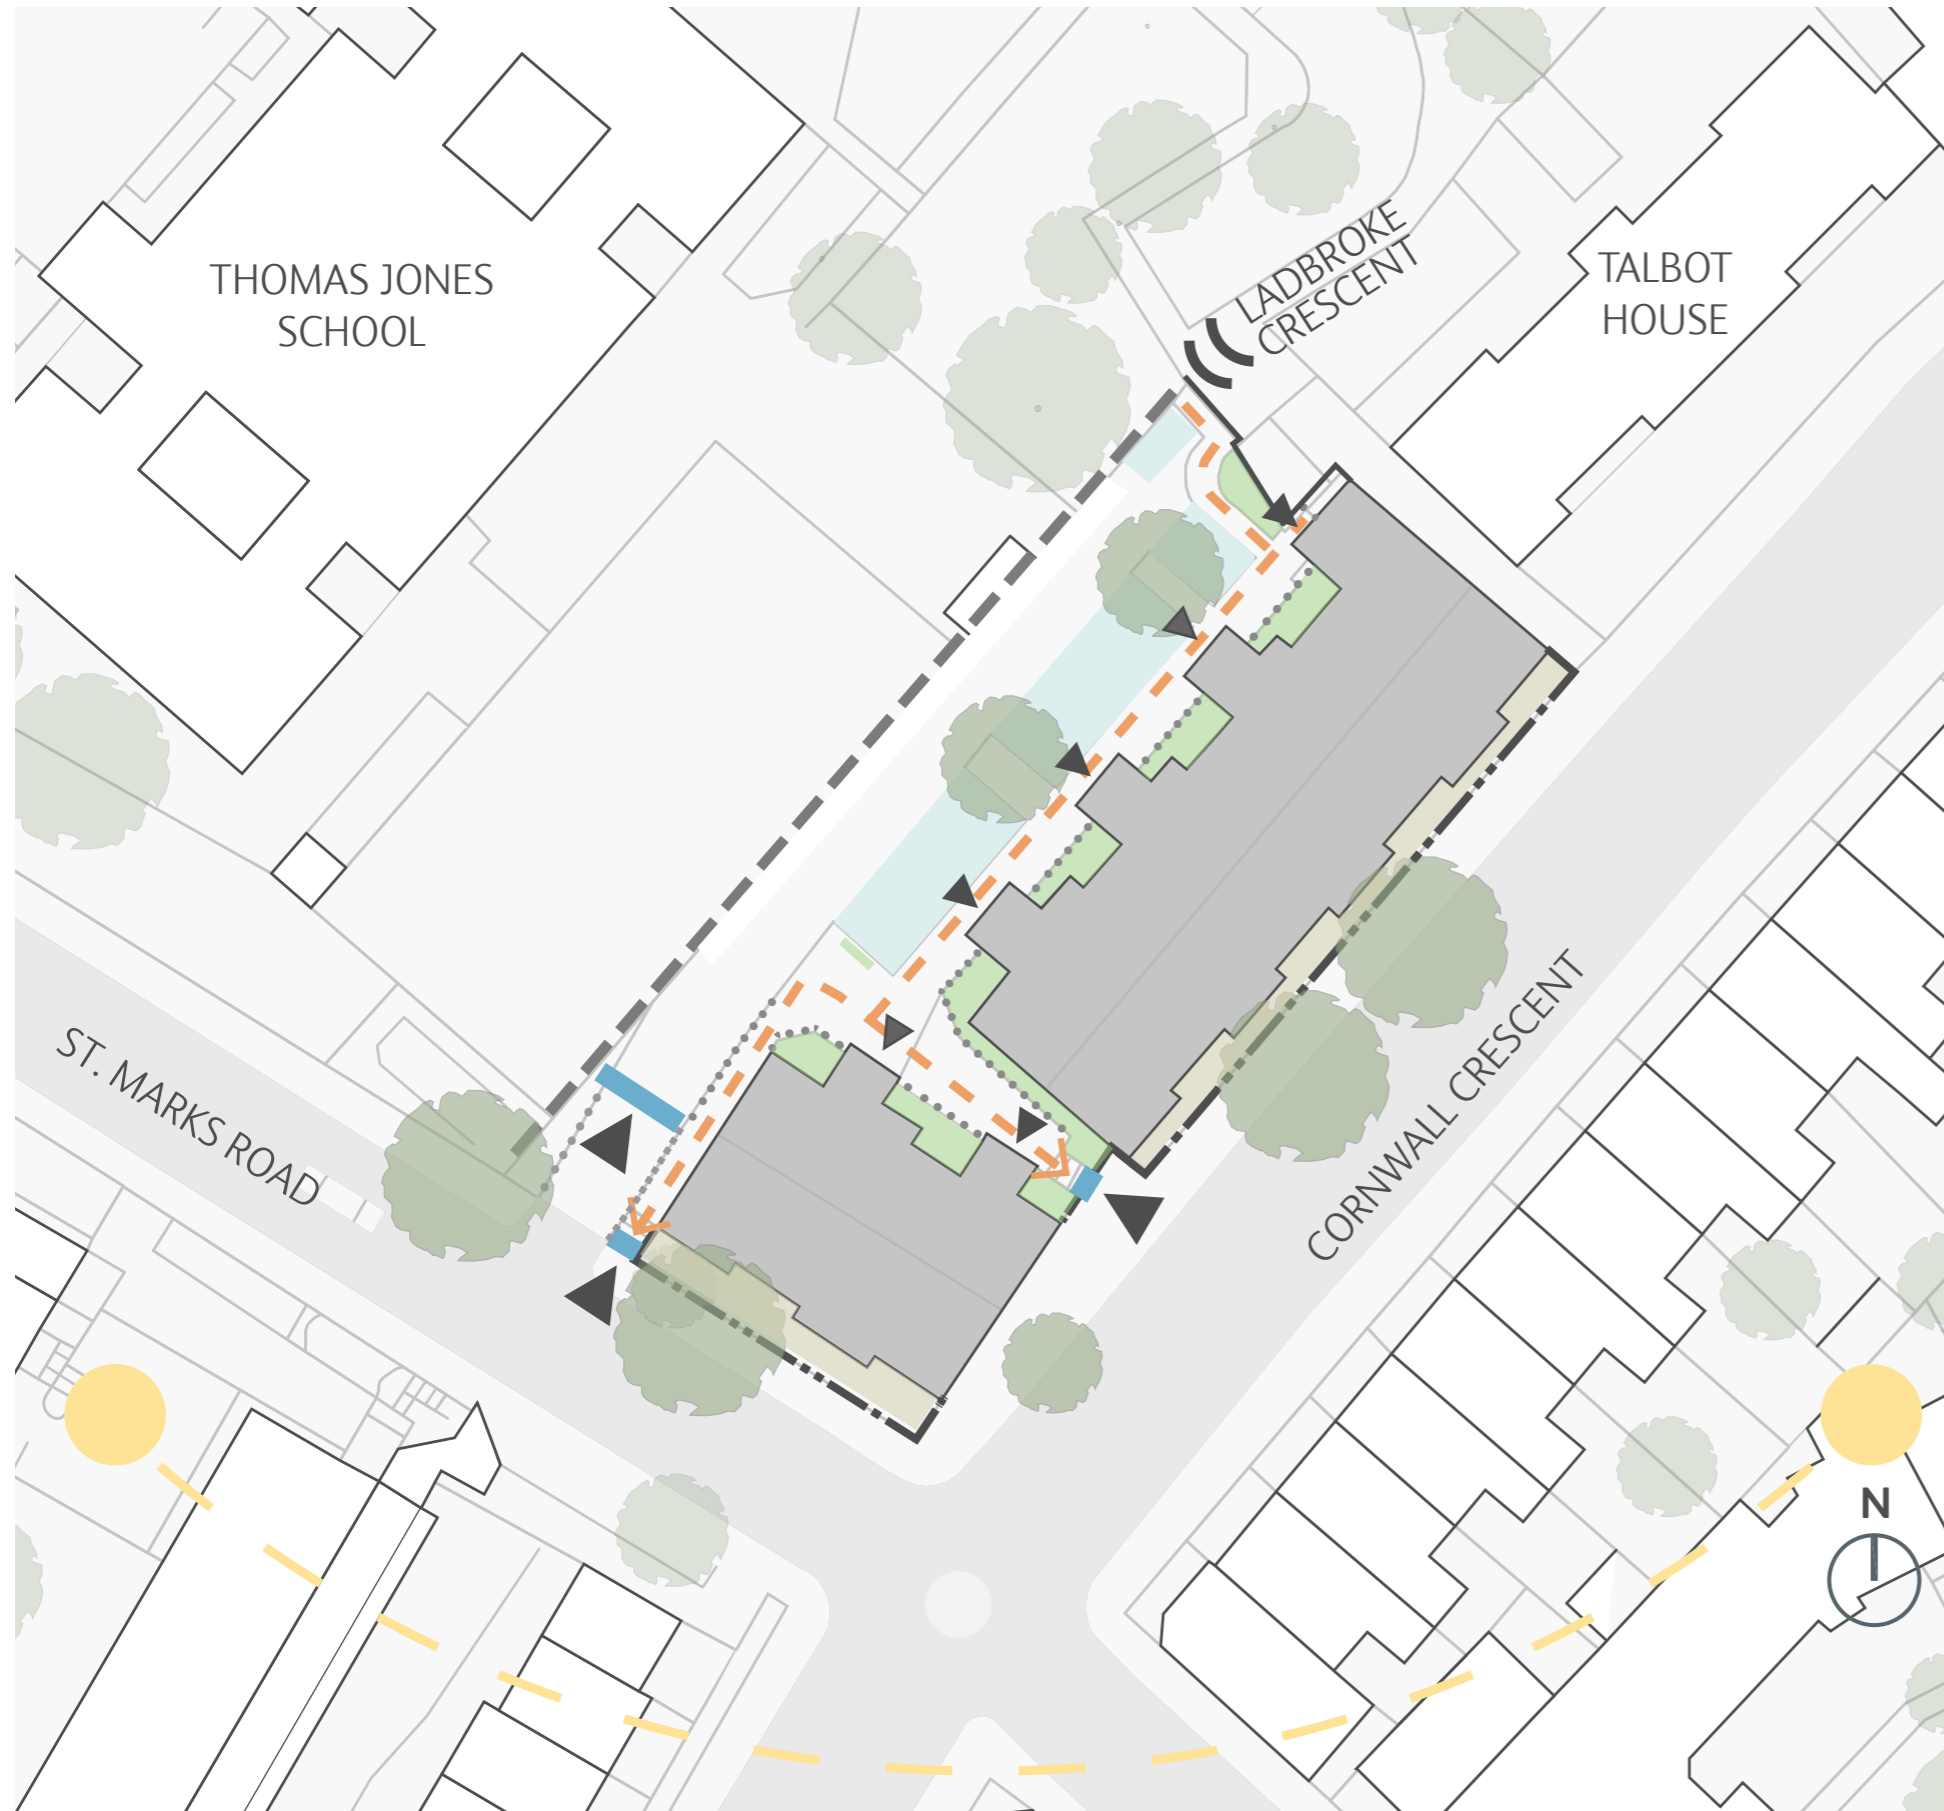 THOMAS JONES
SCHOOL
LADBROKE
CRESCENT
TALBOT
HOUSE
ST. MARKS ROAD
CORNWALL CRESCENT
N